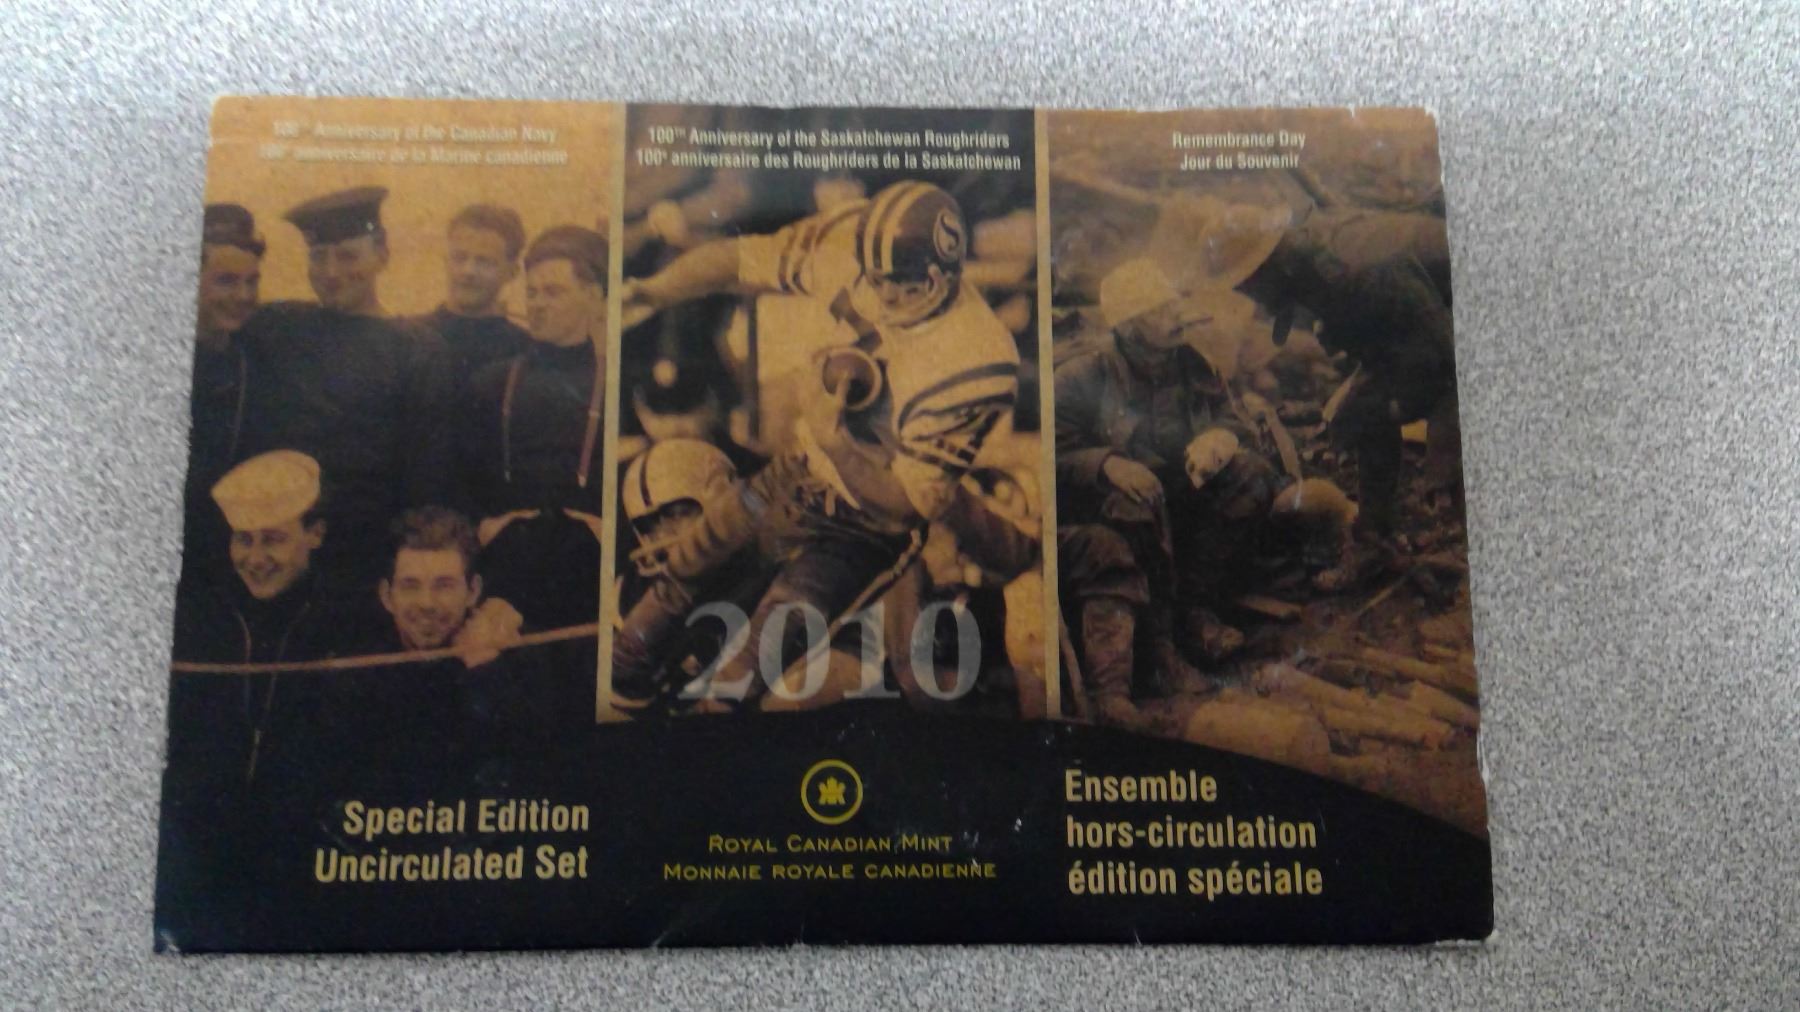 100TH Anniversary of the Canadian Navy
100e anniversaire de la Marine canadienne
100TH Anniversary of the Saskatchewan Roughriders
100e anniversaire des Roughriders de la Saskatchewan
Remembrance Day
Jour du Souvenir
2010
Special Edition
Uncirculated Set
ROYAL CANADIAN MINT
MONNAIE ROYALE CANADIENNE
Ensemble
hors-circulation
édition spéciale